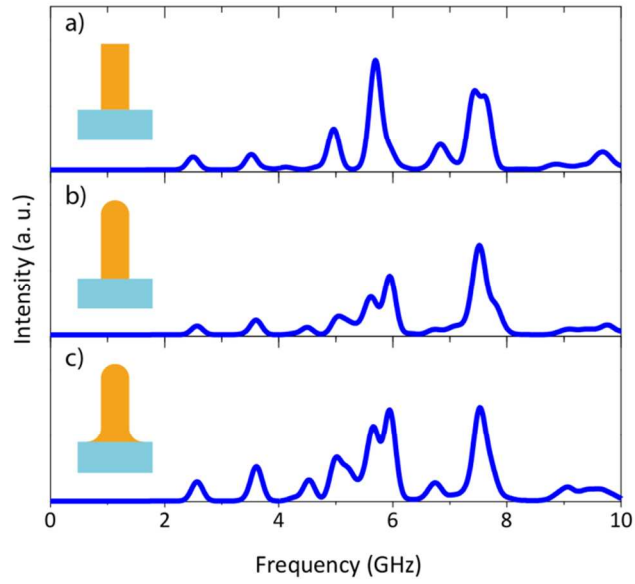 a)
b)
c)
Intensity (a. u.)
0 2 4 6 8 10
Frequency (GHz)